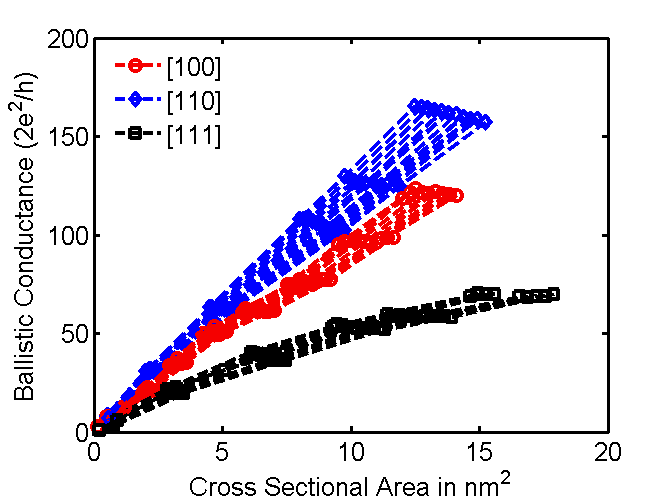 200
150
100
50
0
0 5 10 15 20
[100]
[110]
[111]
Ballistic Conductance (2e²/h)
Cross Sectional Area in nm²